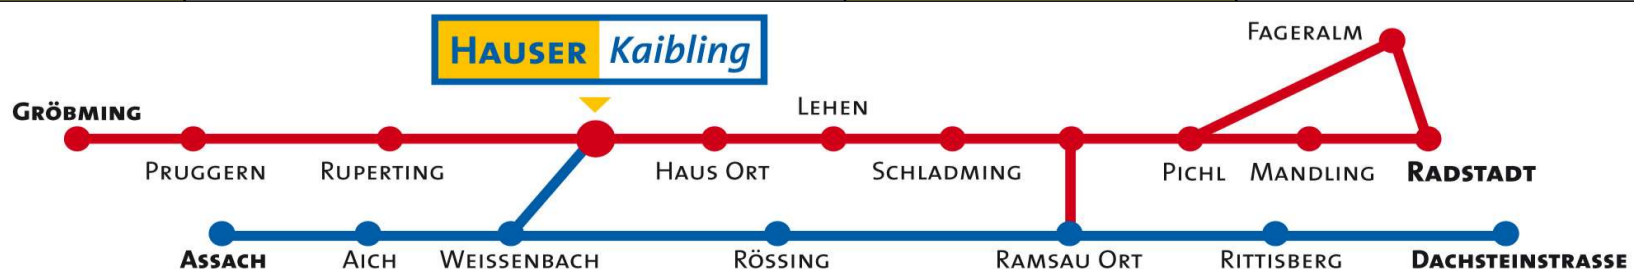 HAUSER Kaibling
FAGERALM
GRÖBMING
LEHEN
PRUGGERN
RUPERTING
HAUS ORT
SCHLADMING
PICHL
MANDLING
RADSTADT
ASSACH
AICH
WEISSENBACH
RÖSSING
RAMSAU ORT
RITTISBERG
DACHSTEINSTRASSE